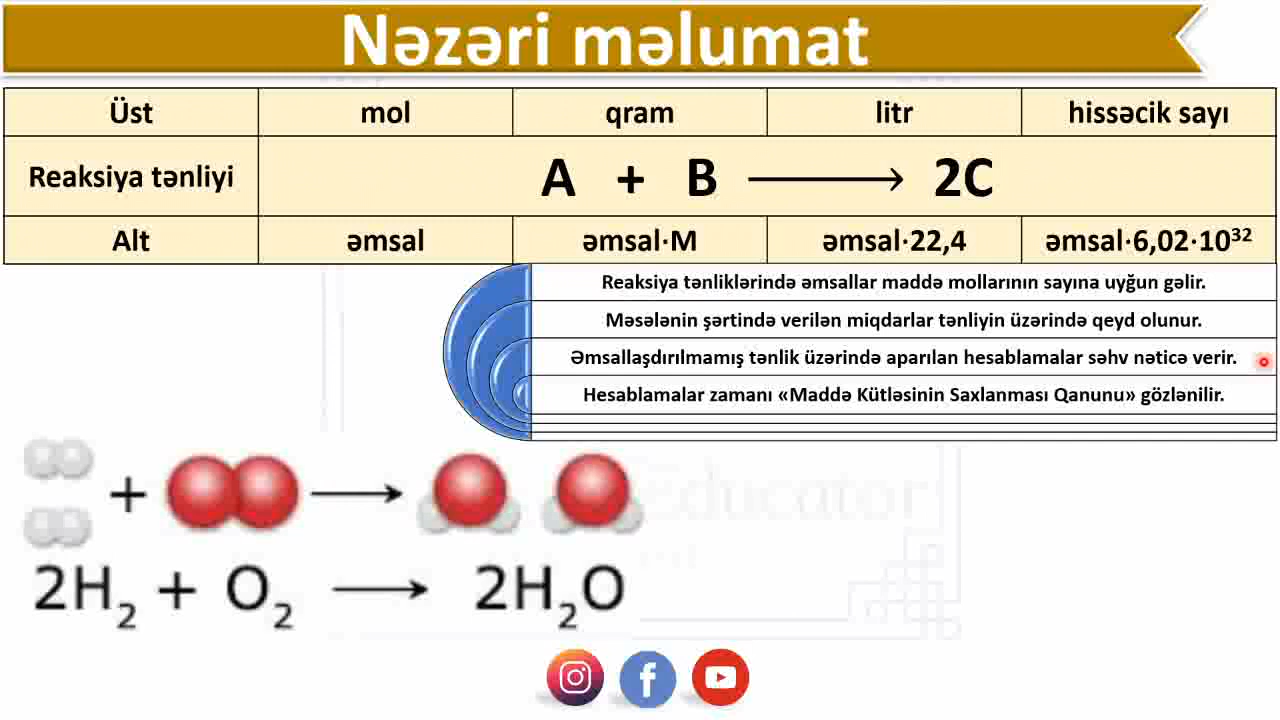 Nəzəri məlumat
Üst mol qram litr hissəcik sayı
Reaksiya tənliyi A + B ⟶ 2C
Alt əmsal əmsal·M əmsal·22,4 əmsal·6,02·10³²
Reaksiya tənliklərində əmsallar maddə mollarının sayına uyğun gəlir.
Məsələnin şərtində verilən miqdarlar tənliyin üzərində qeyd olunur.
Əmsallaşdırılmamış tənlik üzərində aparılan hesablamalar səhv nəticə verir.
Hesablamalar zamanı «Maddə Kütləsinin Saxlanması Qanunu» gözlənilir.
Educator
+ ⟶
2H₂ + O₂ ⟶ 2H₂O